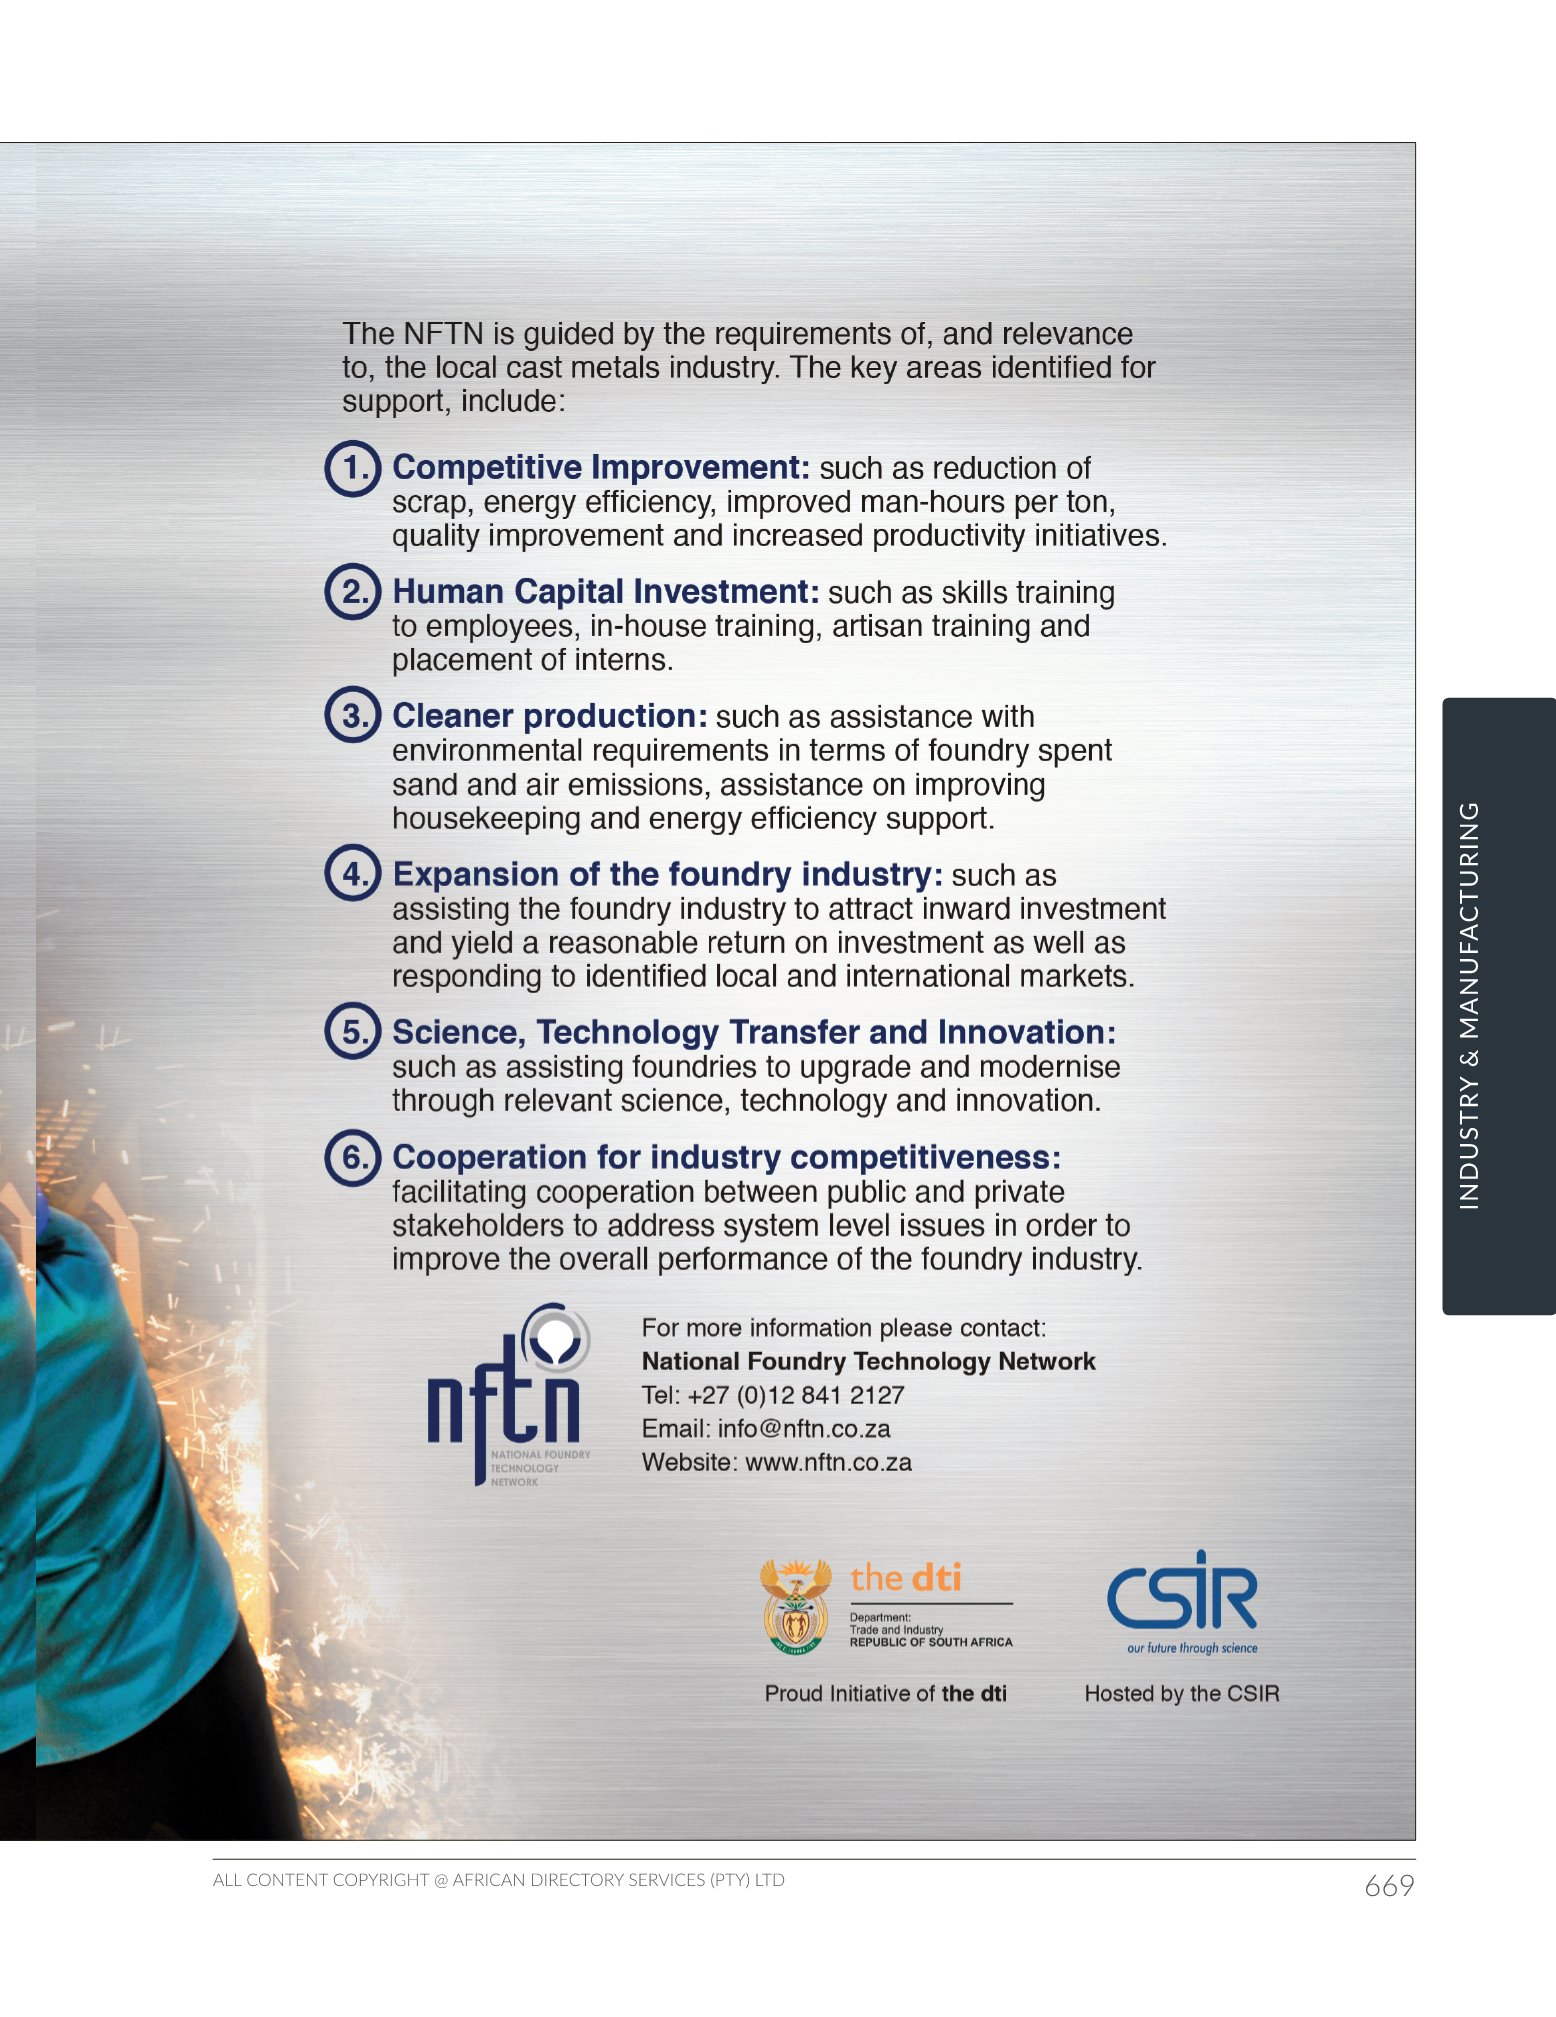 The NFTN is guided by the requirements of, and relevance
to, the local cast metals industry. The key areas identified for
support, include:
1. Competitive Improvement: such as reduction of
scrap, energy efficiency, improved man-hours per ton,
quality improvement and increased productivity initiatives.
2. Human Capital Investment: such as skills training
to employees, in-house training, artisan training and
placement of interns.
3. Cleaner production: such as assistance with
environmental requirements in terms of foundry spent
sand and air emissions, assistance on improving
housekeeping and energy efficiency support.
4. Expansion of the foundry industry: such as
assisting the foundry industry to attract inward investment
and yield a reasonable return on investment as well as
responding to identified local and international markets.
5. Science, Technology Transfer and Innovation:
such as assisting foundries to upgrade and modernise
through relevant science, technology and innovation.
6. Cooperation for industry competitiveness:
facilitating cooperation between public and private
stakeholders to address system level issues in order to
improve the overall performance of the foundry industry.
nftn
NATIONAL FOUNDRY
TECHNOLOGY
NETWORK
For more information please contact:
National Foundry Technology Network
Tel: +27 (0)12 841 2127
Email: info@nftn.co.za
Website: www.nftn.co.za
the dti
Department:
Trade and Industry
REPUBLIC OF SOUTH AFRICA
Proud Initiative of the dti
CSIR
our future through science
Hosted by the CSIR
INDUSTRY & MANUFACTURING
ALL CONTENT COPYRIGHT @ AFRICAN DIRECTORY SERVICES (PTY) LTD
669